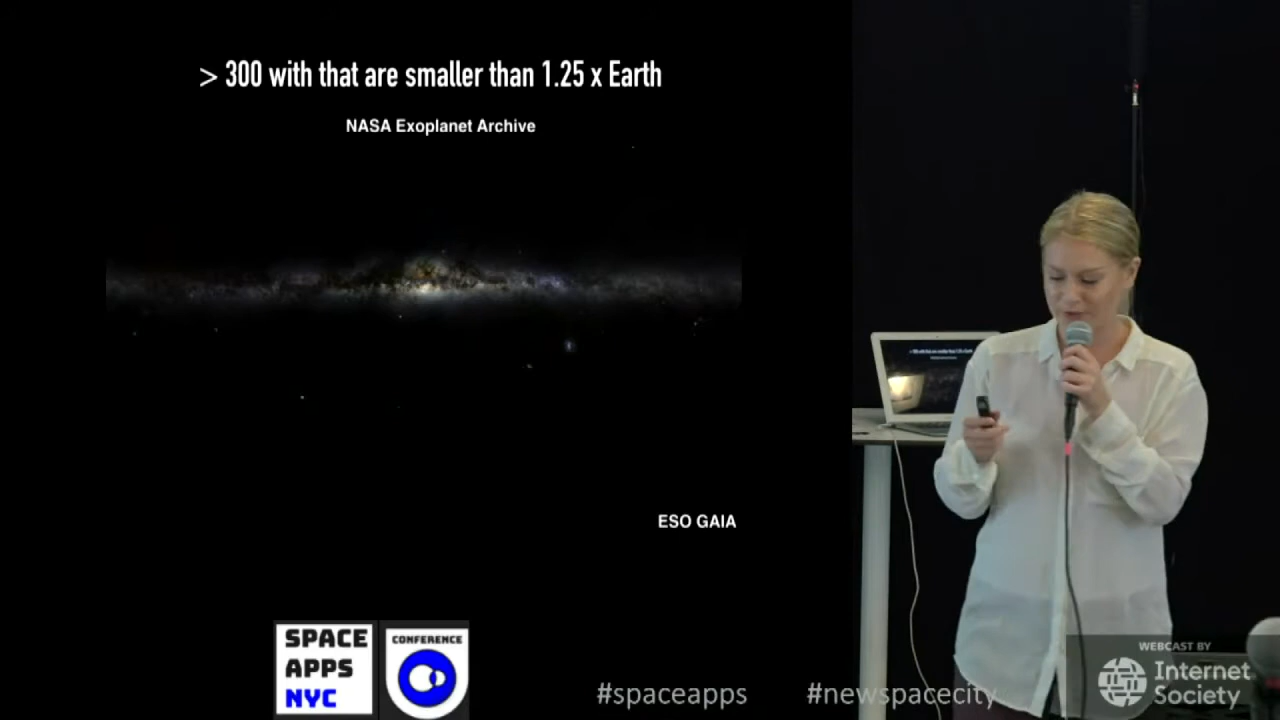 > 300 with that are smaller than 1.25 x Earth
NASA Exoplanet Archive
ESO GAIA
SPACE
APPS
NYC
CONFERENCE
#spaceapps
#newspacecity
WEBCAST BY
Internet
Society